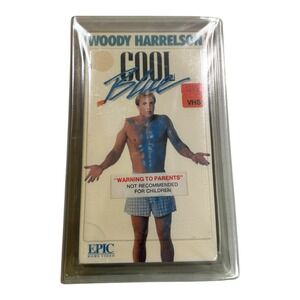 WOODY HARRELSON
COOL
Blue
VHS
"WARNING TO PARENTS"
NOT RECOMMENDED
FOR CHILDREN
EPIC
HOME VIDEO